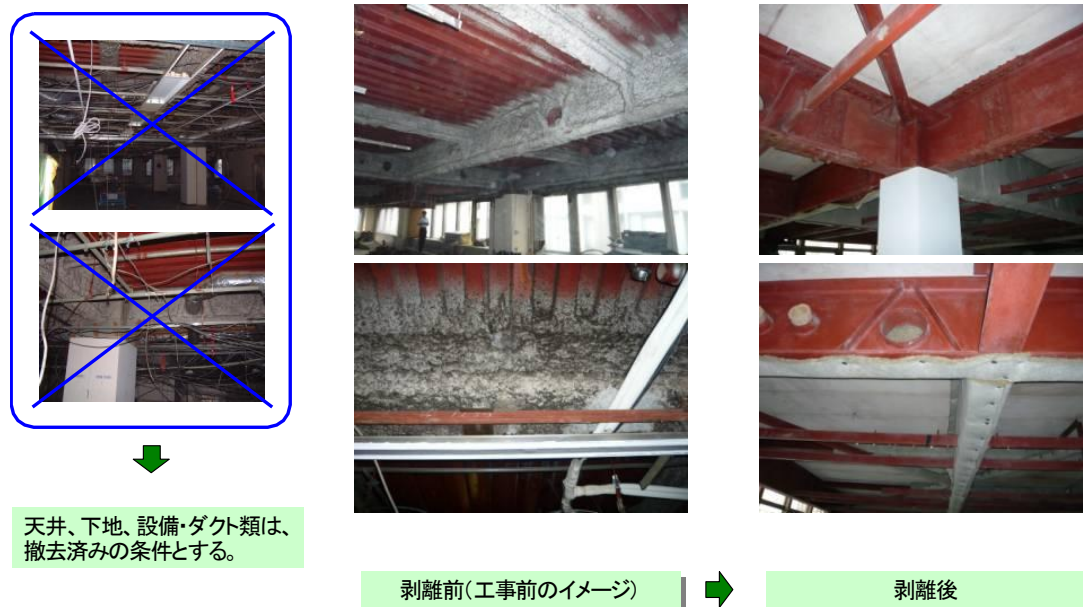 天井、下地、設備・ダクト類は、
撤去済みの条件とする。
剥離前(工事前のイメージ)
剥離後